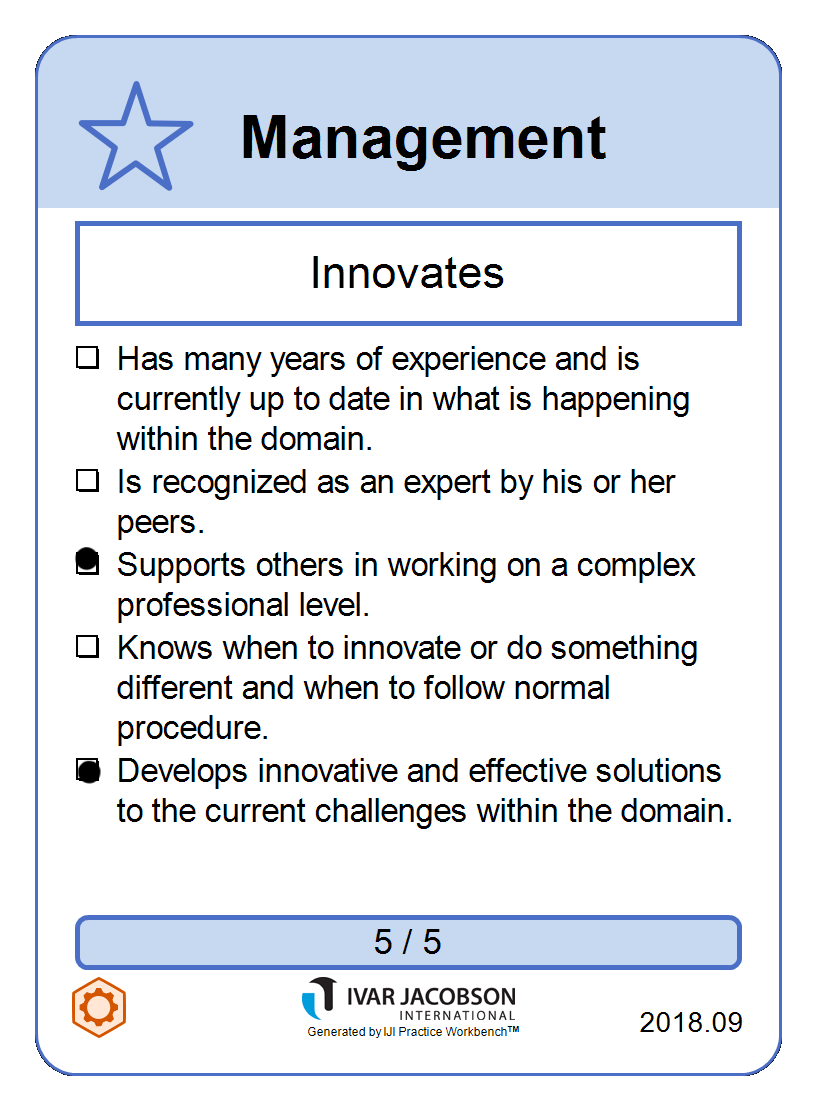 Management
Innovates
Has many years of experience and is
currently up to date in what is happening
within the domain.
Is recognized as an expert by his or her
peers.
Supports others in working on a complex
professional level.
Knows when to innovate or do something
different and when to follow normal
procedure.
Develops innovative and effective solutions
to the current challenges within the domain.
5 / 5
IVAR JACOBSON
INTERNATIONAL
Generated by IJI Practice Workbench™
2018.09